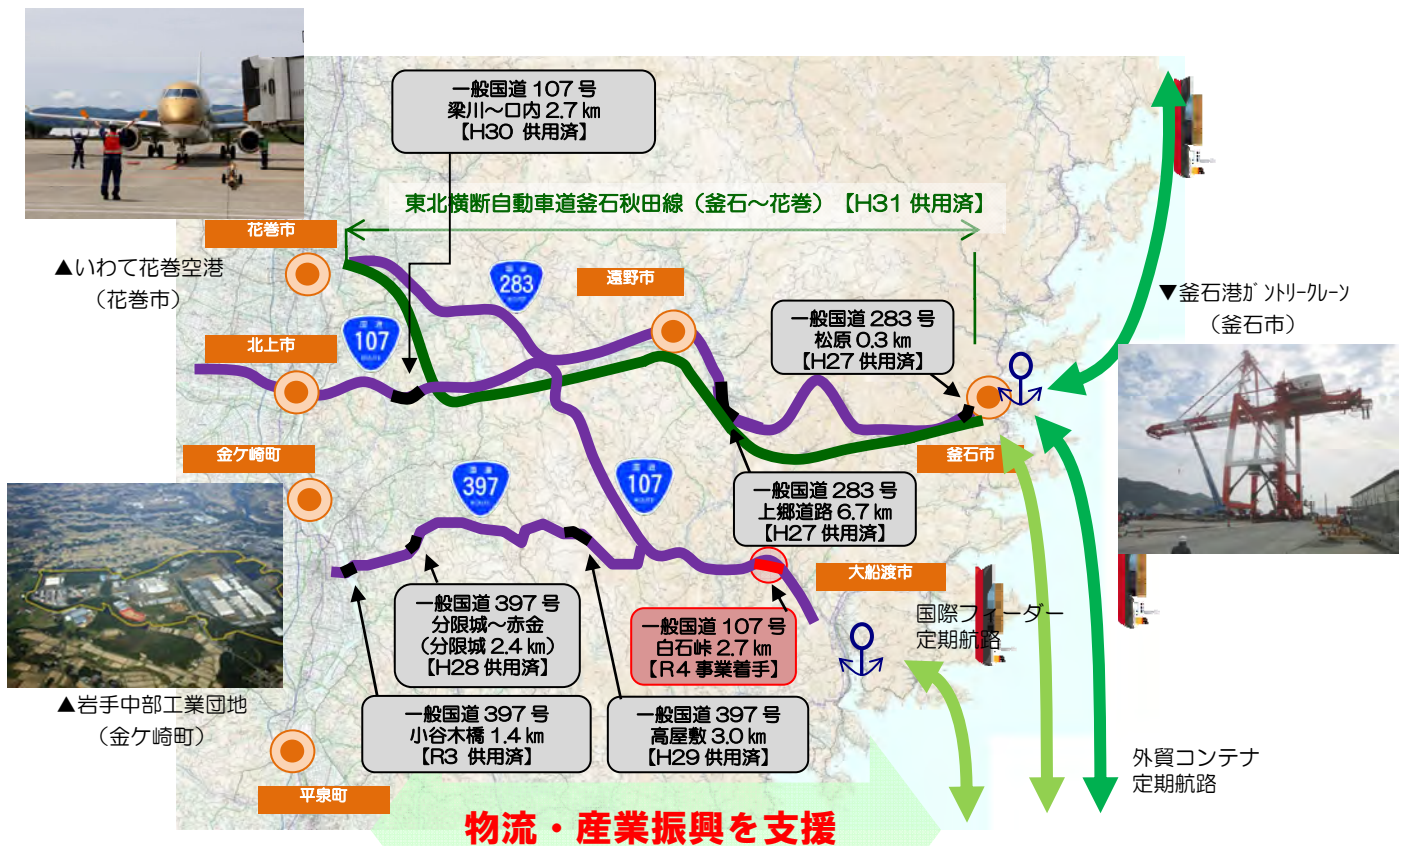 一般国道 107 号
梁川～口内 2.7 km
【H30 供用済】
東北横断自動車道釜石秋田線（釜石～花巻）【H31 供用済】
花巻市
▲いわて花巻空港
（花巻市）
国道
283
ROUTE
遠野市
▼釜石港ｶﾞﾝﾄﾘｰｸﾚｰﾝ
（釜石市）
一般国道 283 号
松原 0.3 km
【H27 供用済】
国道
107
ROUTE
北上市
金ケ崎町
釜石市
国道
397
ROUTE
国道
107
ROUTE
一般国道 283 号
上郷道路 6.7 km
【H27 供用済】
大船渡市
一般国道 397 号
分限城～赤金
（分限城 2.4 km）
【H28 供用済】
一般国道 107 号
白石峠 2.7 km
【R4 事業着手】
国際フィーダー
定期航路
▲岩手中部工業団地
（金ケ崎町）
一般国道 397 号
小谷木橋 1.4 km
【R3 供用済】
一般国道 397 号
高屋敷 3.0 km
【H29 供用済】
外貿コンテナ
定期航路
平泉町
物流・産業振興を支援